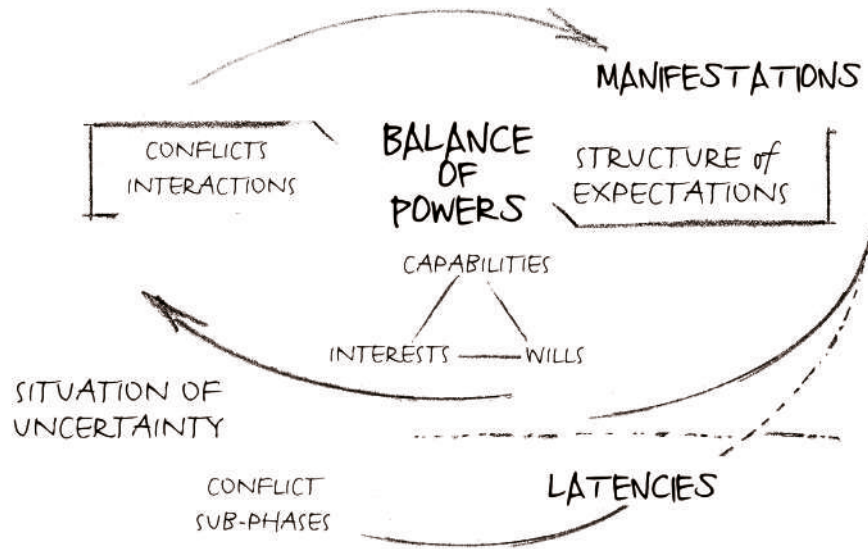 MANIFESTATIONS
CONFLICTS
INTERACTIONS
BALANCE
OF
POWERS
STRUCTURE of
EXPECTATIONS
CAPABILITIES
INTERESTS
WILLS
SITUATION OF
UNCERTAINTY
LATENCIES
CONFLICT
SUB-PHASES